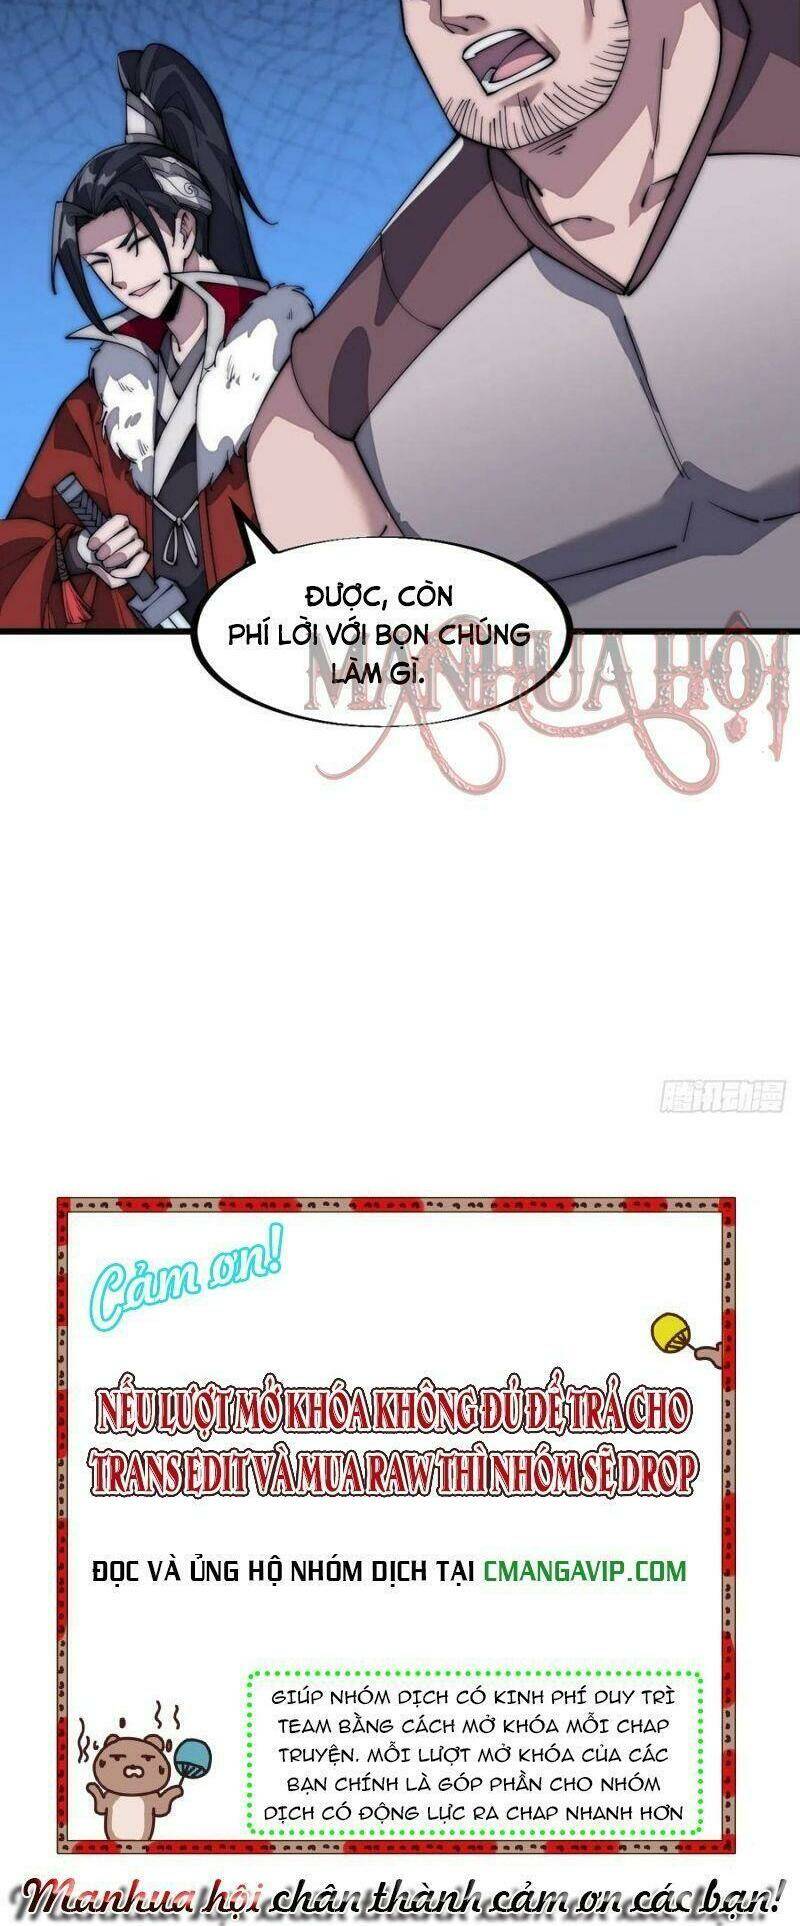 ĐƯỢC, CÒN
PHÍ LỜI VỚI BỌN CHÚNG
LÀM GÌ.
MANHUA HỘI
腾讯动漫
Cảm ơn!
NẾU LƯỢT MỞ KHÓA KHÔNG ĐỦ ĐỂ TRẢ CHO
TRANS EDIT VÀ MUA RAW THÌ NHÓM SẼ DROP
ĐỌC VÀ ỦNG HỘ NHÓM DỊCH TẠI CMANGAVIP.COM
GIÚP NHÓM DỊCH CÓ KINH PHÍ DUY TRÌ
TEAM BẰNG CÁCH MỞ KHÓA MỖI CHAP
TRUYỆN. MỖI LƯỢT MỞ KHÓA CỦA CÁC
BẠN CHÍNH LÀ GÓP PHẦN CHO NHÓM
DỊCH CÓ ĐỘNG LỰC RA CHAP NHANH HƠN
Manhua hội chân thành cảm ơn các bạn!